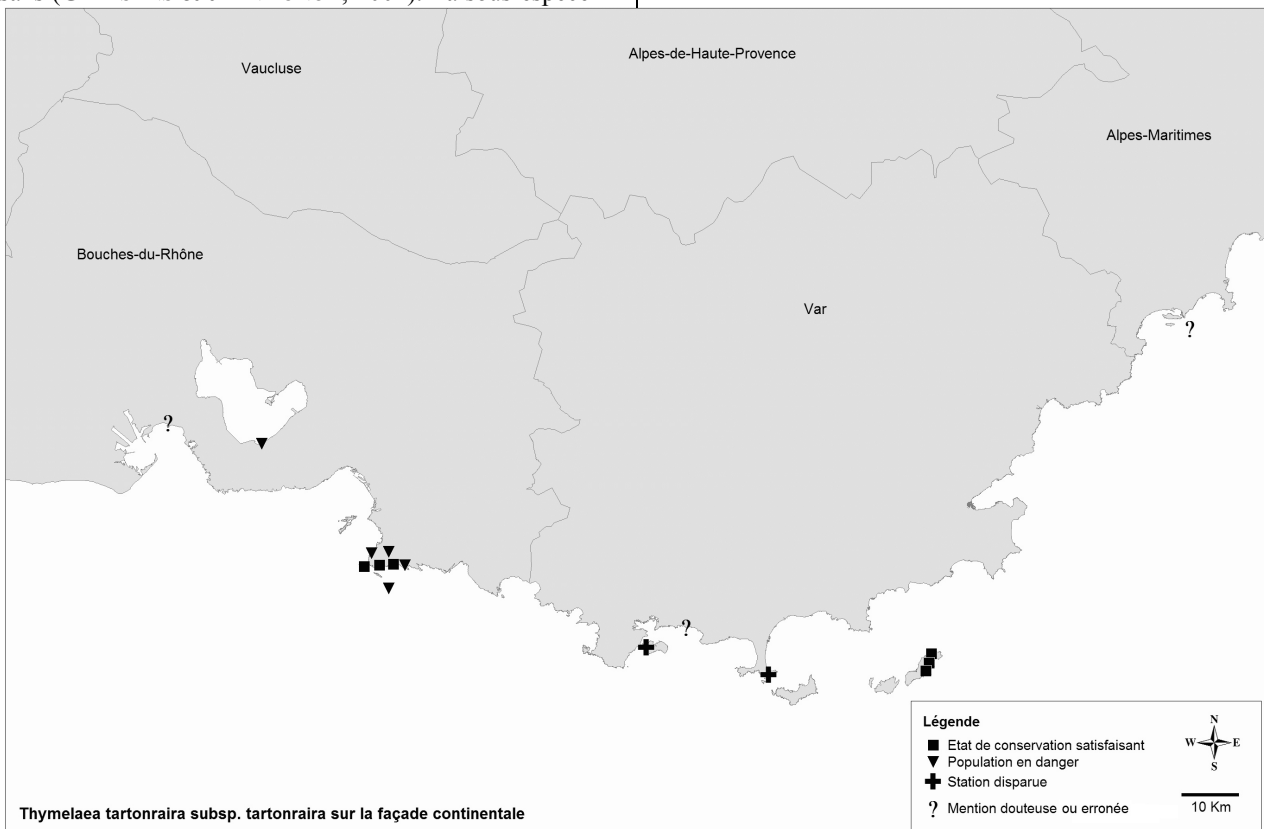 Vaucluse
Alpes-de-Haute-Provence
Alpes-Maritimes
Bouches-du-Rhône
Var
?
?
?
Légende
Etat de conservation satisfaisant
Population en danger
Station disparue
? Mention douteuse ou erronée
N
W E
S
10 Km
Thymelaea tartonraira subsp. tartonraira sur la façade continentale